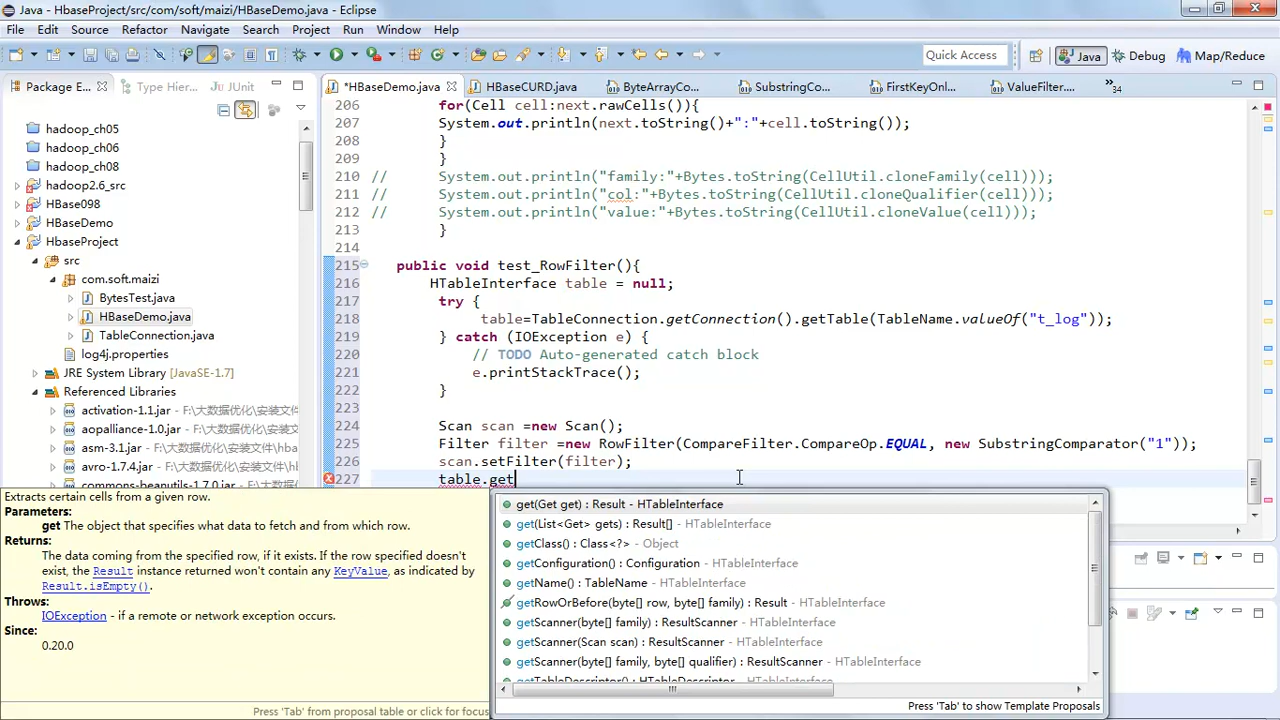 Java - HbaseProject/src/com/soft/maizi/HBaseDemo.java - Eclipse
File Edit Source Refactor Navigate Search Project Run Window Help
Quick Access Java Debug Map/Reduce
Package E... Type Hier... JUnit
*HBaseDemo.java HBaseCURD.java ByteArrayCo... SubstringCo... FirstKeyOnl... ValueFilter.... »34
hadoop_ch05
hadoop_ch06
hadoop_ch08
hadoop2.6_src
HBase098
HBaseDemo
HbaseProject
src
com.soft.maizi
BytesTest.java
HBaseDemo.java
TableConnection.java
log4j.properties
JRE System Library [JavaSE-1.7]
Referenced Libraries
activation-1.1.jar - F:\大数据优化\安装文件
aopalliance-1.0.jar - F:\大数据优化\安装文
asm-3.1.jar - F:\大数据优化\安装文件\hba
avro-1.7.4.jar - F:\大数据优化\安装文件\h
commons-beanutils-1.7.0.jar - F:\大数据优
206 for(Cell cell:next.rawCells()){
207 System.out.println(next.toString()+":"+cell.toString());
208 }
209 }
210 // System.out.println("family:"+Bytes.toString(CellUtil.cloneFamily(cell)));
211 // System.out.println("col:"+Bytes.toString(CellUtil.cloneQualifier(cell)));
212 // System.out.println("value:"+Bytes.toString(CellUtil.cloneValue(cell)));
213 }
214
215 public void test_RowFilter(){
216 HTableInterface table = null;
217 try {
218 table=TableConnection.getConnection().getTable(TableName.valueOf("t_log"));
219 } catch (IOException e) {
220 // TODO Auto-generated catch block
221 e.printStackTrace();
222 }
223
224 Scan scan =new Scan();
225 Filter filter =new RowFilter(CompareFilter.CompareOp.EQUAL, new SubstringComparator("1"));
226 scan.setFilter(filter);
227 table.get
Extracts certain cells from a given row.
Parameters:
get The object that specifies what data to fetch and from which row.
Returns:
The data coming from the specified row, if it exists. If the row specified doesn't
exist, the Result instance returned won't contain any KeyValue, as indicated by
Result.isEmpty().
Throws:
IOException - if a remote or network exception occurs.
Since:
0.20.0
Press 'Tab' from proposal table or click for focus
get(Get get) : Result - HTableInterface
get(List<Get> gets) : Result[] - HTableInterface
getClass() : Class<?> - Object
getConfiguration() : Configuration - HTableInterface
getName() : TableName - HTableInterface
getRowOrBefore(byte[] row, byte[] family) : Result - HTableInterface
getScanner(byte[] family) : ResultScanner - HTableInterface
getScanner(Scan scan) : ResultScanner - HTableInterface
getScanner(byte[] family, byte[] qualifier) : ResultScanner - HTableInterface
getTableDescriptor() : HTableDescriptor - HTableInterface
Press 'Tab' to show Template Proposals